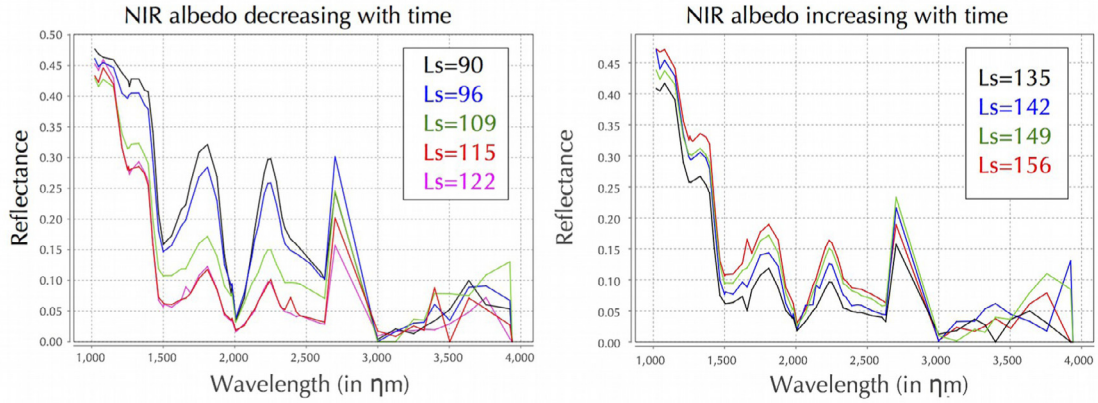 NIR albedo decreasing with time
0.50
0.45
0.40
0.35
0.30
0.25
0.20
0.15
0.10
0.05
0.00
Reflectance
Ls=90
Ls=96
Ls=109
Ls=115
Ls=122
1,000 1,500 2,000 2,500 3,000 3,500 4,000
Wavelength (in ηm)
NIR albedo increasing with time
0.45
0.40
0.35
0.30
0.25
0.20
0.15
0.10
0.05
0.00
Reflectance
Ls=135
Ls=142
Ls=149
Ls=156
1,000 1,500 2,000 2,500 3,000 3,500 4,000
Wavelength (in ηm)